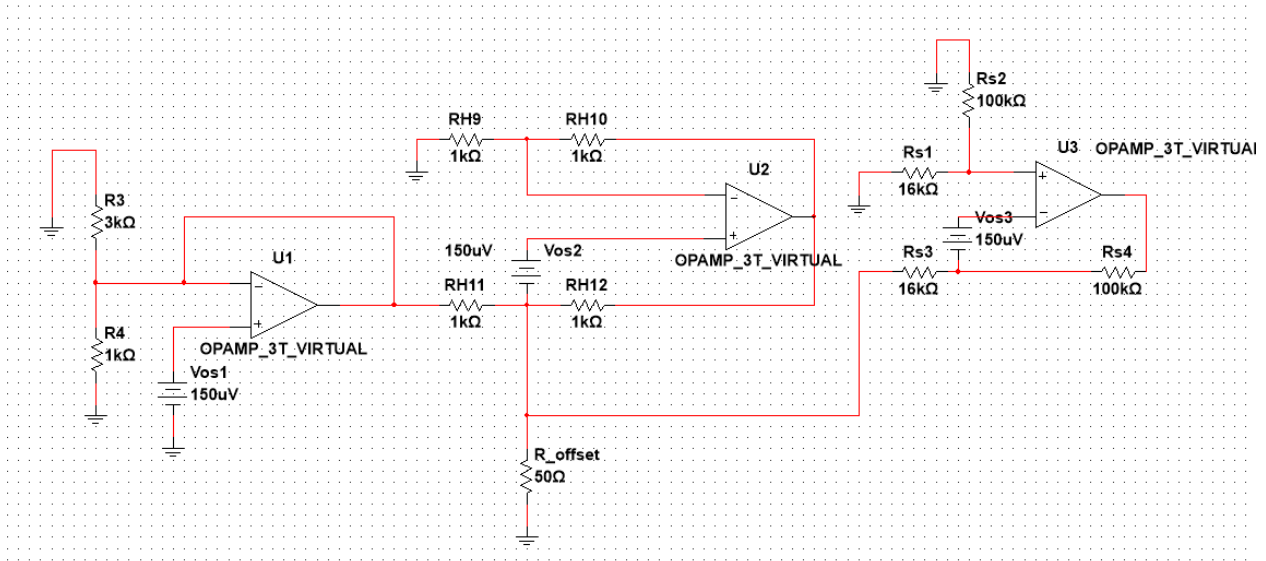 Rs2
100kΩ
RH9
1kΩ
RH10
1kΩ
U3
OPAMP_3T_VIRTUAL
Rs1
16kΩ
U2
R3
3kΩ
+
−
Vos3
150uV
−
+
150uV
Vos2
OPAMP_3T_VIRTUAL
Rs3
16kΩ
Rs4
100kΩ
U1
−
+
RH11
1kΩ
RH12
1kΩ
R4
1kΩ
OPAMP_3T_VIRTUAL
Vos1
150uV
R_offset
50Ω